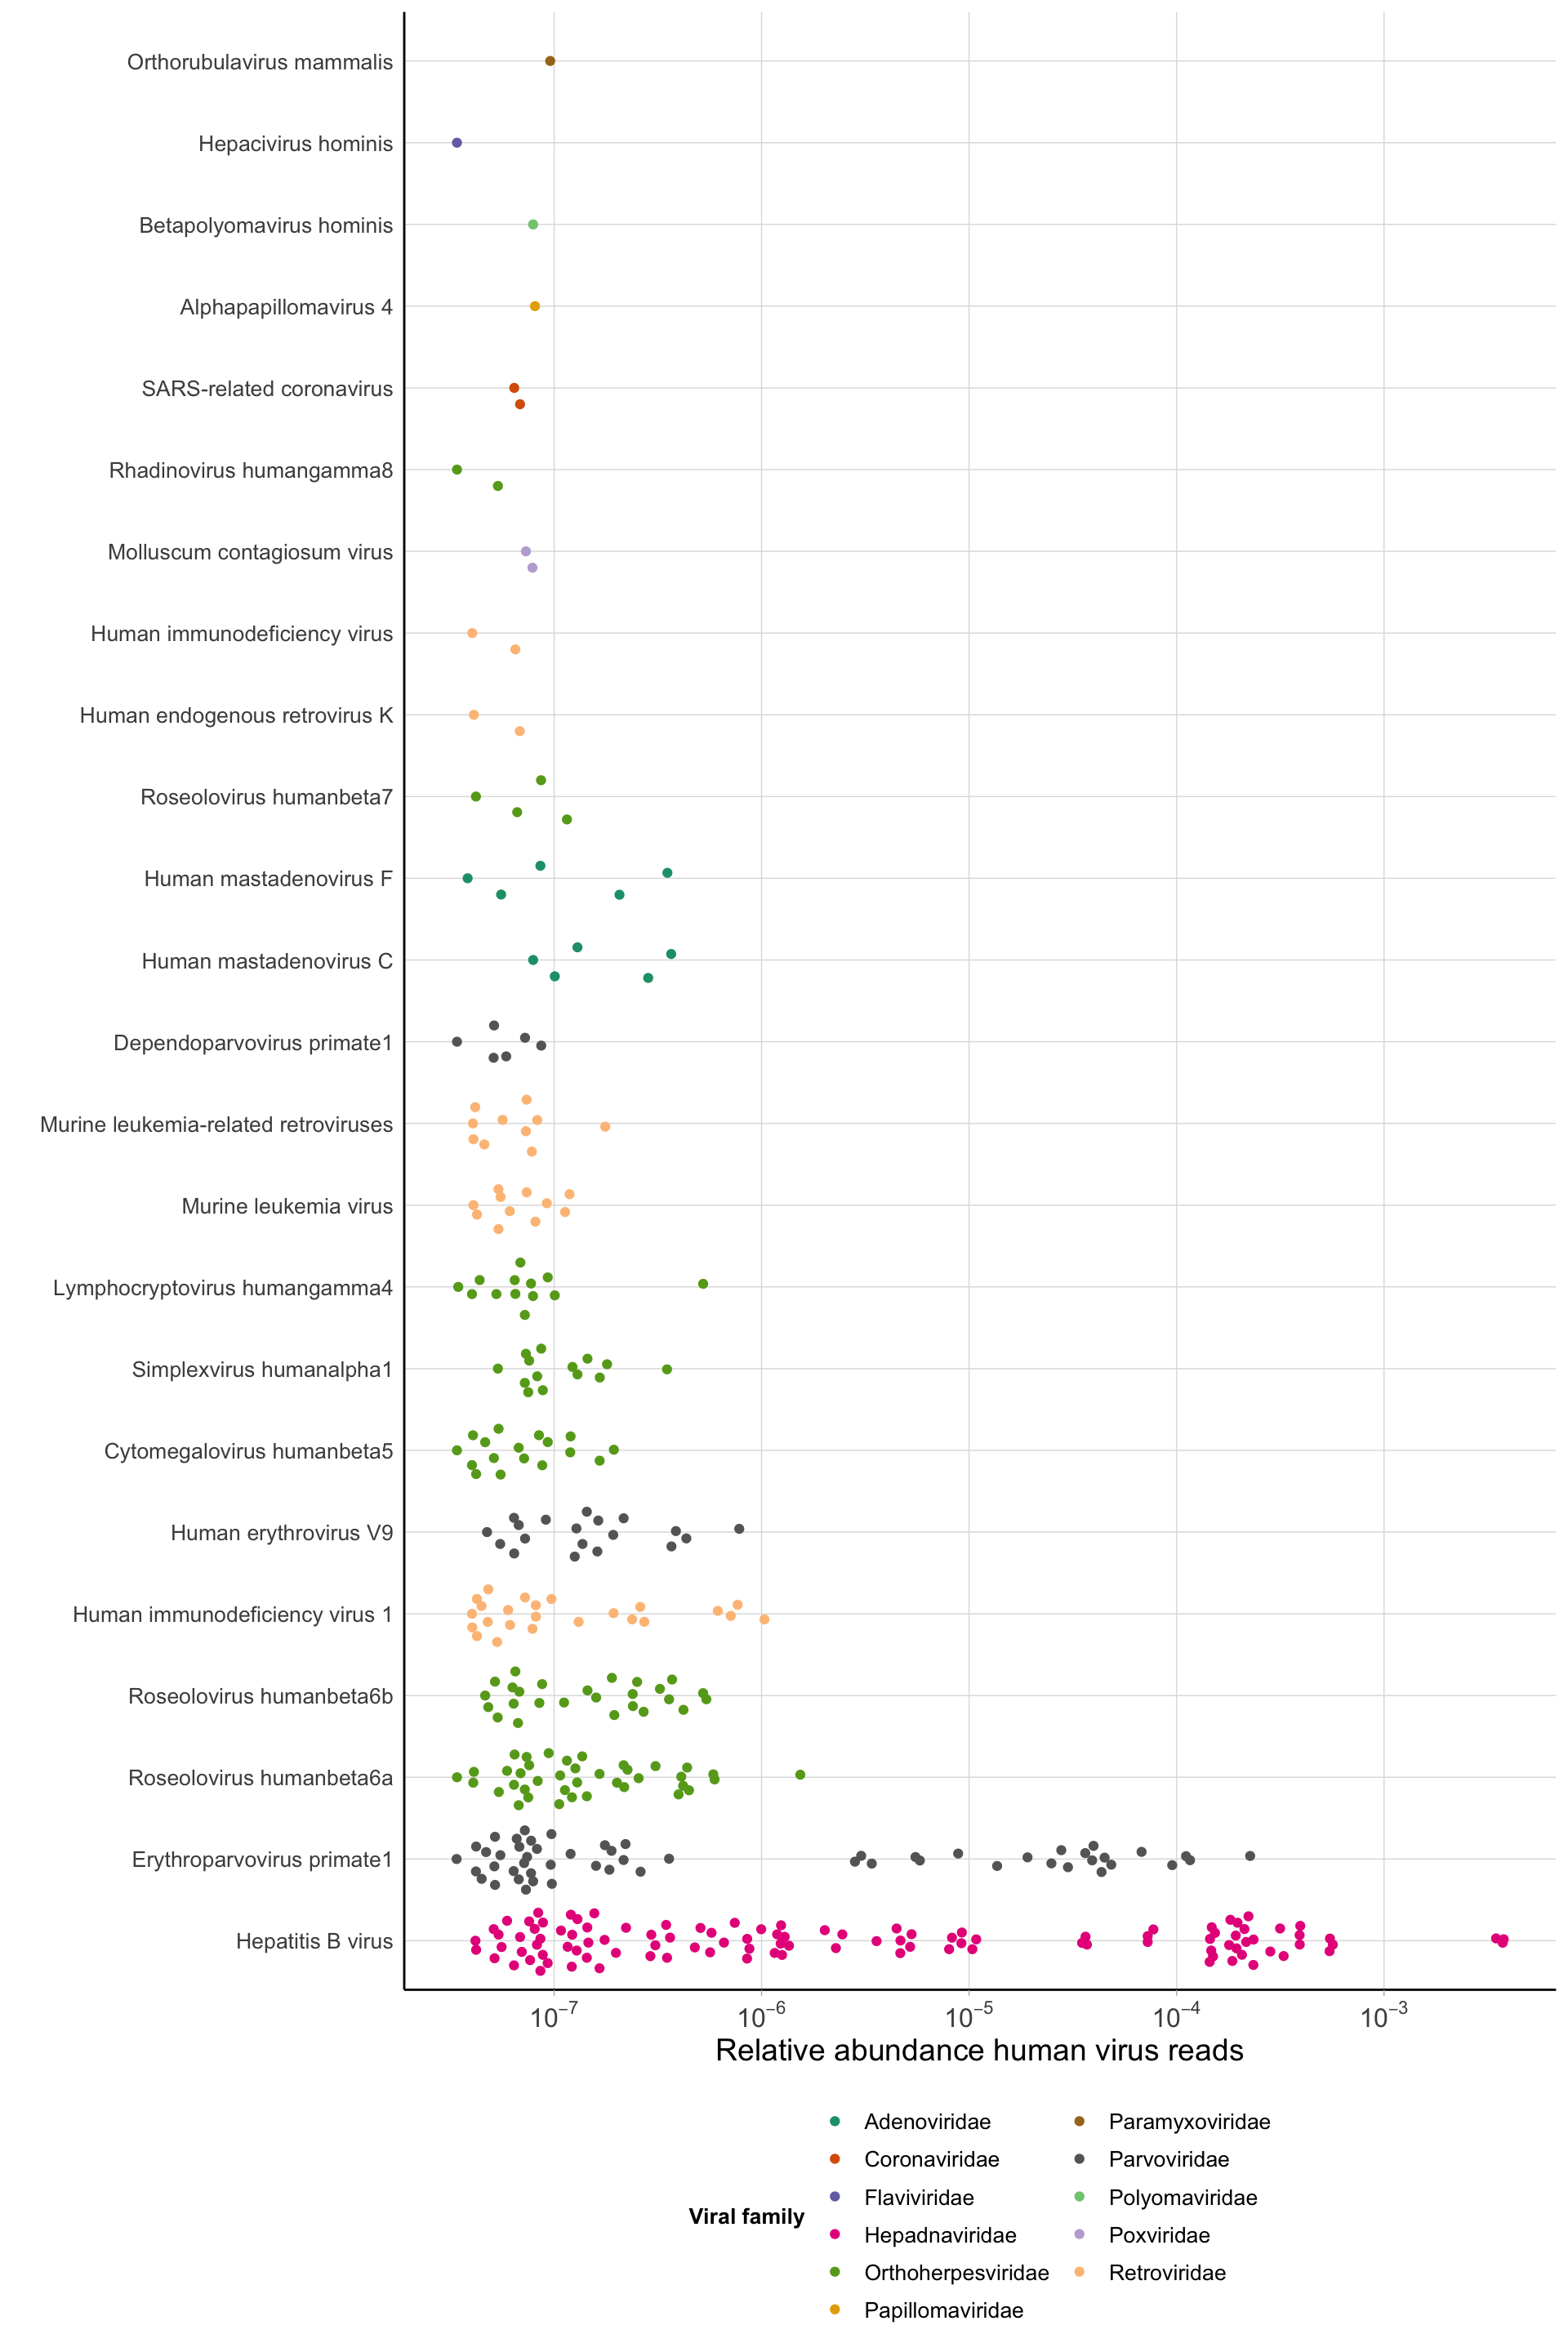 Orthorubulavirus mammalis
Hepacivirus hominis
Betapolyomavirus hominis
Alphapapillomavirus 4
SARS-related coronavirus
Rhadinovirus humangamma8
Molluscum contagiosum virus
Human immunodeficiency virus
Human endogenous retrovirus K
Roseolovirus humanbeta7
Human mastadenovirus F
Human mastadenovirus C
Dependoparvovirus primate1
Murine leukemia-related retroviruses
Murine leukemia virus
Lymphocryptovirus humangamma4
Simplexvirus humanalpha1
Cytomegalovirus humanbeta5
Human erythrovirus V9
Human immunodeficiency virus 1
Roseolovirus humanbeta6b
Roseolovirus humanbeta6a
Erythroparvovirus primate1
Hepatitis B virus
10⁻⁷ 10⁻⁶ 10⁻⁵ 10⁻⁴ 10⁻³
Relative abundance human virus reads
Viral family
Adenoviridae
Coronaviridae
Flaviviridae
Hepadnaviridae
Orthoherpesviridae
Papillomaviridae
Paramyxoviridae
Parvoviridae
Polyomaviridae
Poxviridae
Retroviridae